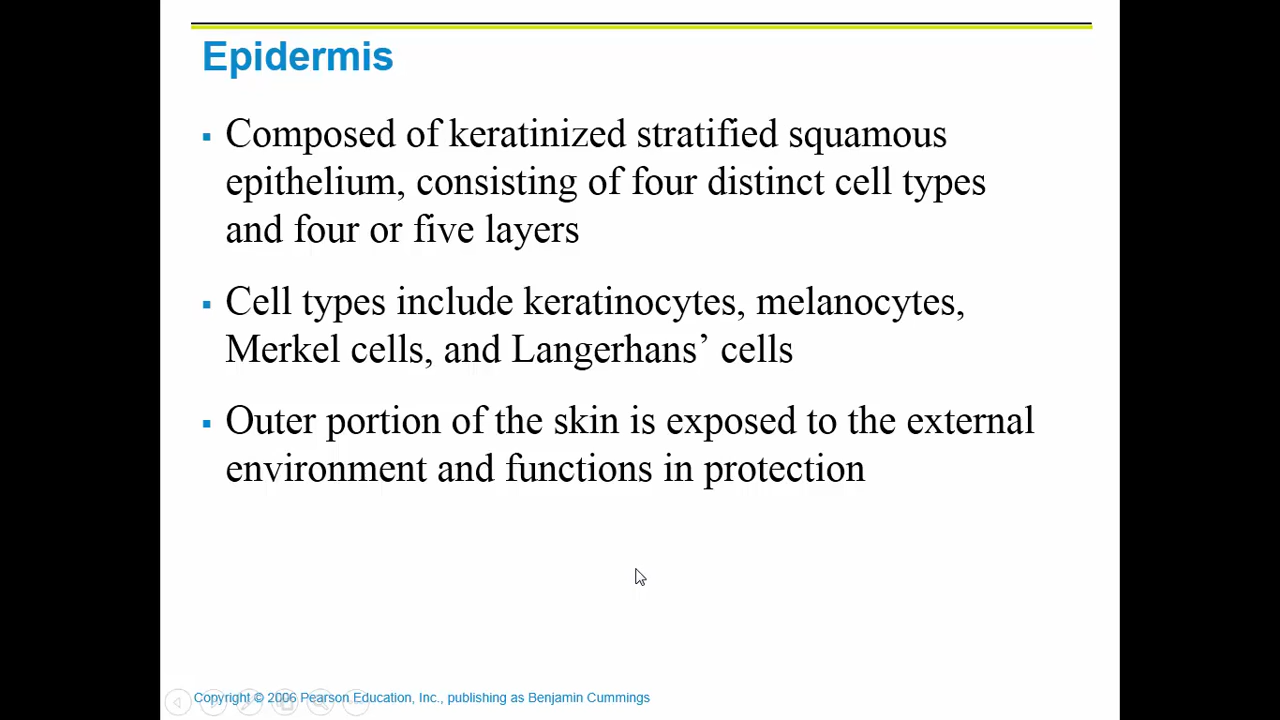 Epidermis
Composed of keratinized stratified squamous
epithelium, consisting of four distinct cell types
and four or five layers
Cell types include keratinocytes, melanocytes,
Merkel cells, and Langerhans’ cells
Outer portion of the skin is exposed to the external
environment and functions in protection
Copyright © 2006 Pearson Education, Inc., publishing as Benjamin Cummings